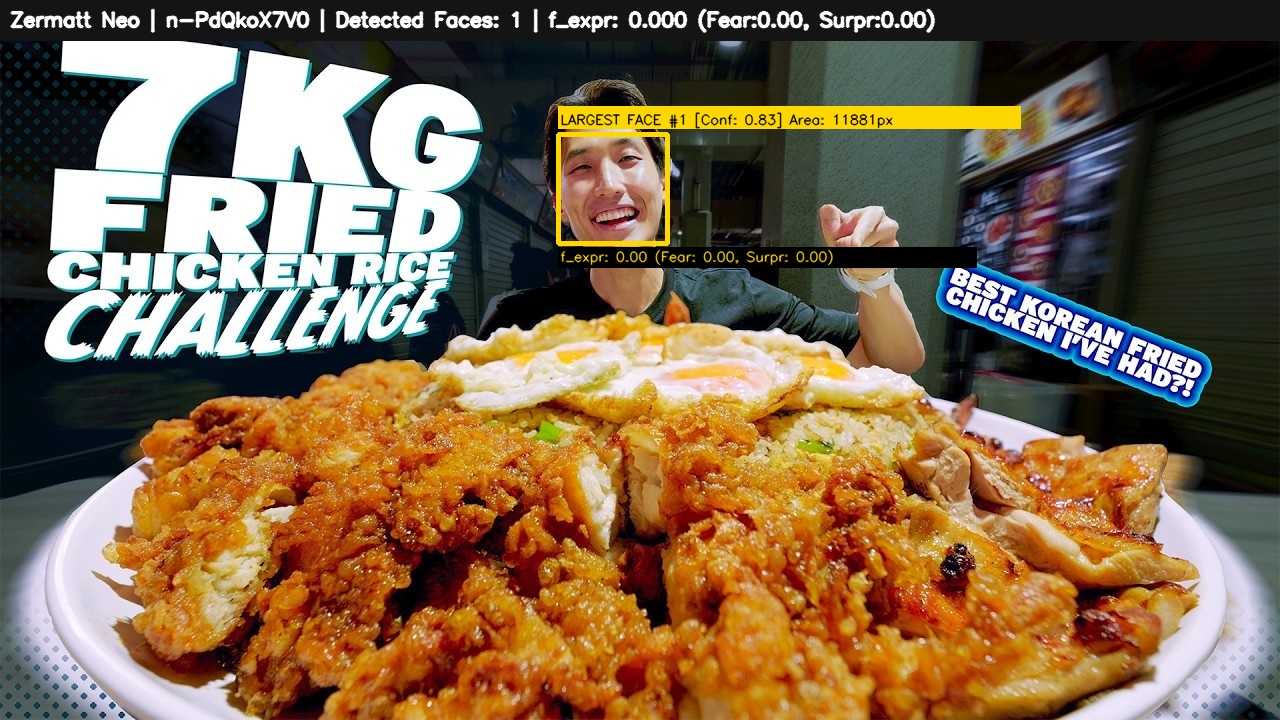 Zermatt Neo | n-PdQkoX7V0 | Detected Faces: 1 | f_expr: 0.000 (Fear:0.00, Surpr:0.00)
7KG
FRIED
CHICKEN RICE
CHALLENGE
LARGEST FACE #1 [Conf: 0.83] Area: 11881px
f_expr: 0.00 (Fear: 0.00, Surpr: 0.00)
BEST KOREAN FRIED
CHICKEN I'VE HAD?!